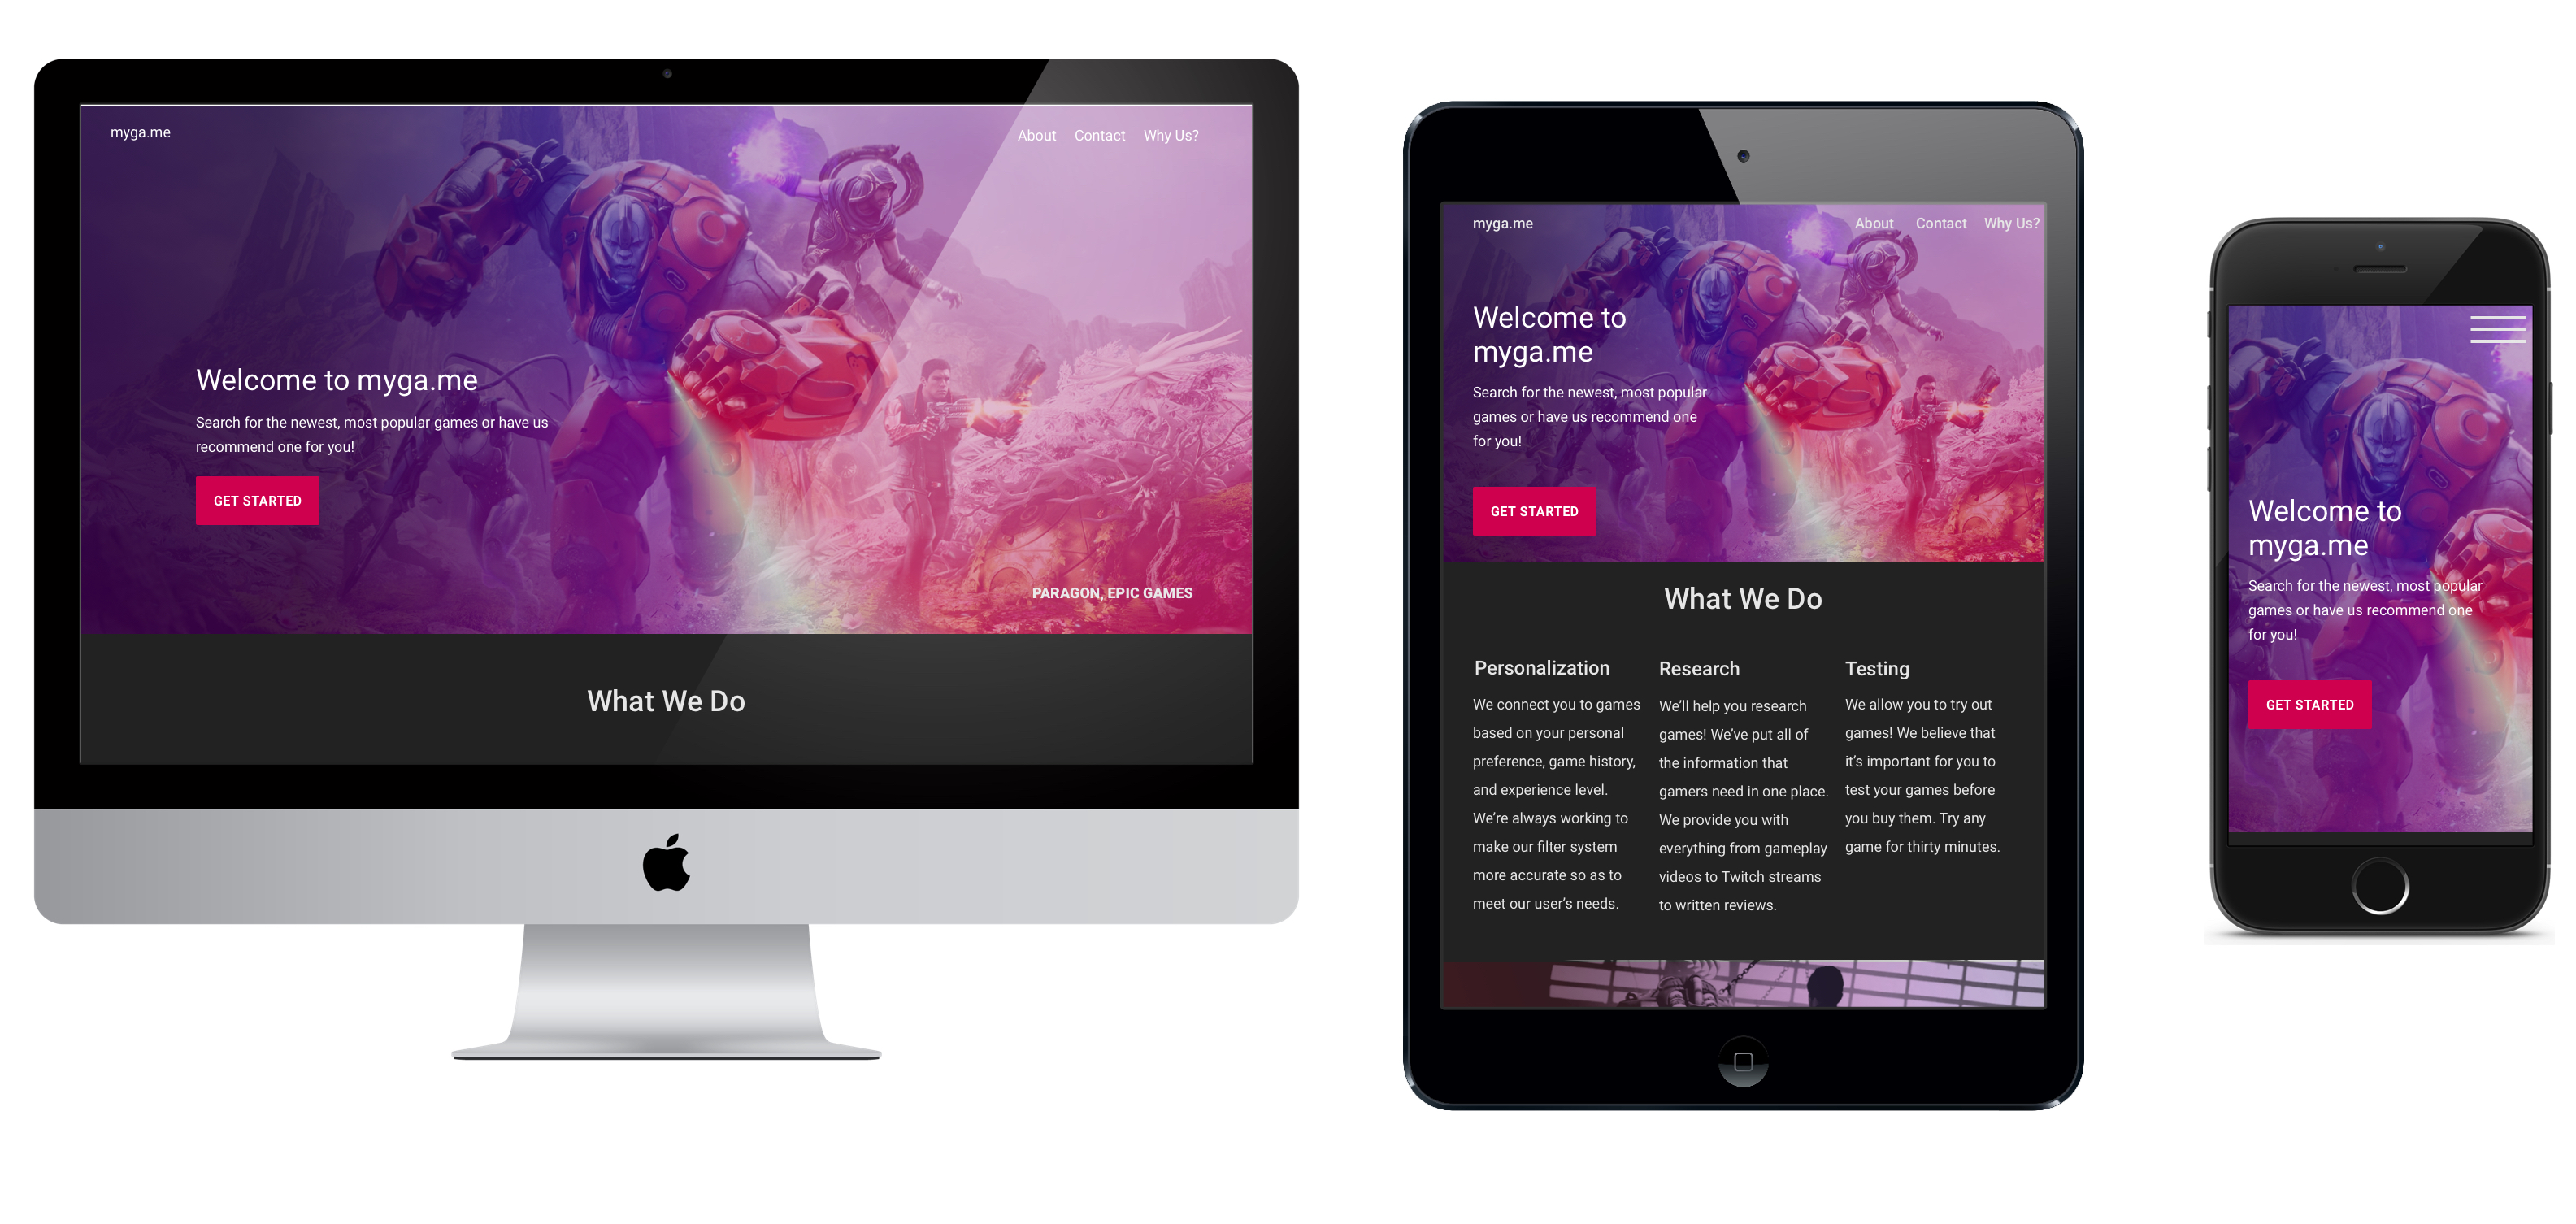 myga.me
About Contact Why Us?
Welcome to myga.me
Search for the newest, most popular games or have us
recommend one for you!
GET STARTED
PARAGON, EPIC GAMES
What We Do
myga.me
About Contact Why Us?
Welcome to
myga.me
Search for the newest, most popular
games or have us recommend one
for you!
GET STARTED
What We Do
Personalization
We connect you to games
based on your personal
preference, game history,
and experience level.
We’re always working to
make our filter system
more accurate so as to
meet our user’s needs.
Research
We’ll help you research
games! We’ve put all of
the information that
gamers need in one place.
We provide you with
everything from gameplay
videos to Twitch streams
to written reviews.
Testing
We allow you to try out
games! We believe that
it’s important for you to
test your games before
you buy them. Try any
game for thirty minutes.
Welcome to
myga.me
Search for the newest, most popular
games or have us recommend one
for you!
GET STARTED